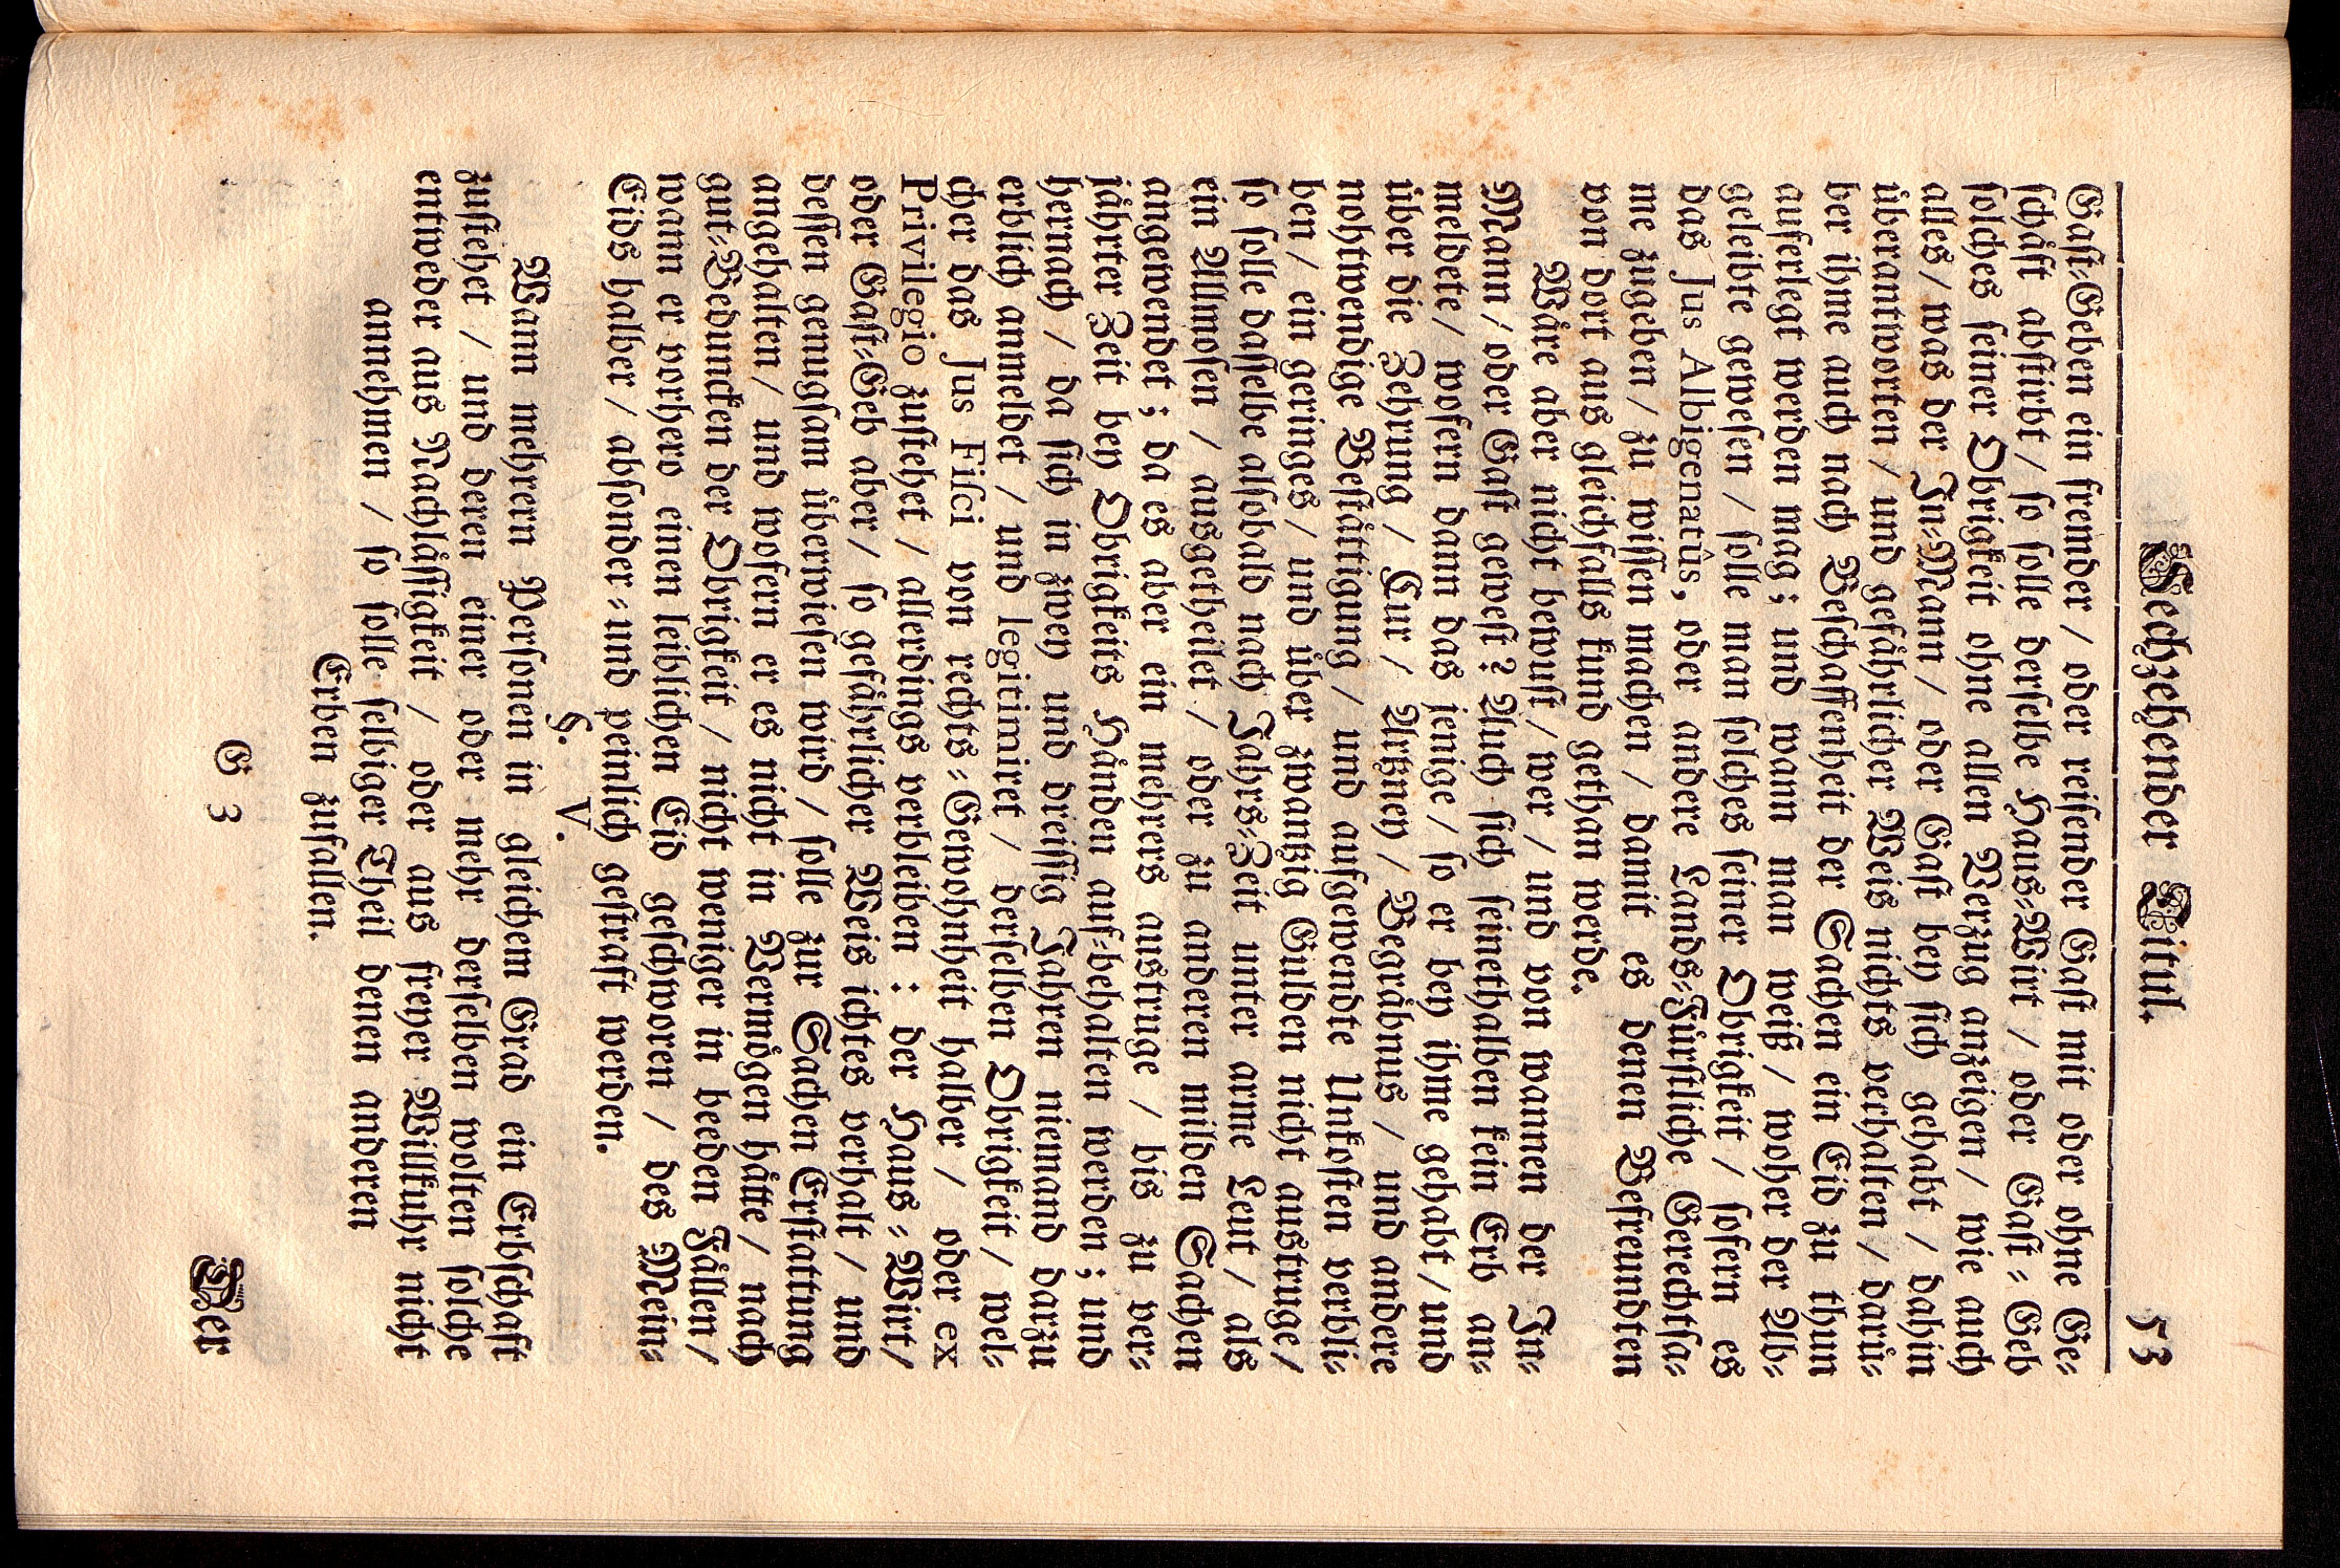 Sechzehender Titul. 53
Gast-Geben ein fremder / oder reisender Gast mit oder ohne Ge-
schäft abstirbt / so solle derselbe Haus-Wirt / oder Gast-Geb
solches seiner Obrigkeit ohne allen Verzug anzeigen / wie auch
alles / was der In-Mann / oder Gast bey sich gehabt / dahin
überantworten / und gefährlicher Weis nichts verhalten / darü-
ber ihme auch nach Beschaffenheit der Sachen ein Eid zu thun
auferlegt werden mag ; und wann man weiß / woher der Ab-
geleibte gewesen / solle man solches seiner Obrigkeit / sofern es
das Jus Albigenatûs, oder andere Lands-Fürstliche Gerechtsa-
me zugeben / zu wissen machen / damit es denen Befreundten
von dort aus gleichfalls kund gethan werde.
Wäre aber nicht bewust / wer / und von wannen der In-
Mann / oder Gast gewest ? Auch sich seinethalben kein Erb an-
meldete / wofern dann das jenige / so er bey ihme gehabt / und
über die Zehrung / Cur / Artzney / Begräbnus / und andere
nohtwendige Bestättigung / und aufgewendte Unkosten verbli-
ben / ein geringes / und über zwantzig Gulden nicht austruge /
so solle dasselbe alsobald nach Jahrs-Zeit unter arme Leut / als
ein Allmosen / ausgetheilet / oder zu anderen milden Sachen
angewendet ; da es aber ein mehrers austruge / bis zu ver-
jährter Zeit bey Obrigkeits Händen auf-behalten werden ; und
hernach / da sich in zwey und dreissig Jahren niemand darzu
erblich anmeldet / und legitimiret / derselben Obrigkeit / wel-
cher das Jus Fisci von rechts-Gewohnheit halber / oder ex
Privilegio zustehet / allerdings verbleiben : der Haus-Wirt /
oder Gast-Geb aber / so gefährlicher Weis ichtes verhalt / und
dessen genugsam überwiesen wird / solle zur Sachen Erstattung
angehalten / und wofern er es nicht in Vermögen hätte / nach
gut-Beduncken der Obrigkeit / nicht weniger in beeden Fällen /
wann er vorhero einen leiblichen Eid geschworen / des Mein-
Eids halber / absonder-und peinlich gestraft werden.
§. V.
Wann mehrern Personen in gleichem Grad ein Erbschaft
zustehet / und deren einer oder mehr derselben wolten solche
entweder aus Nachlässigkeit / oder aus freyer Willkuhr nicht
annehmen / so solle selbiger Theil denen anderen
Erben zufallen.
G 3 Der